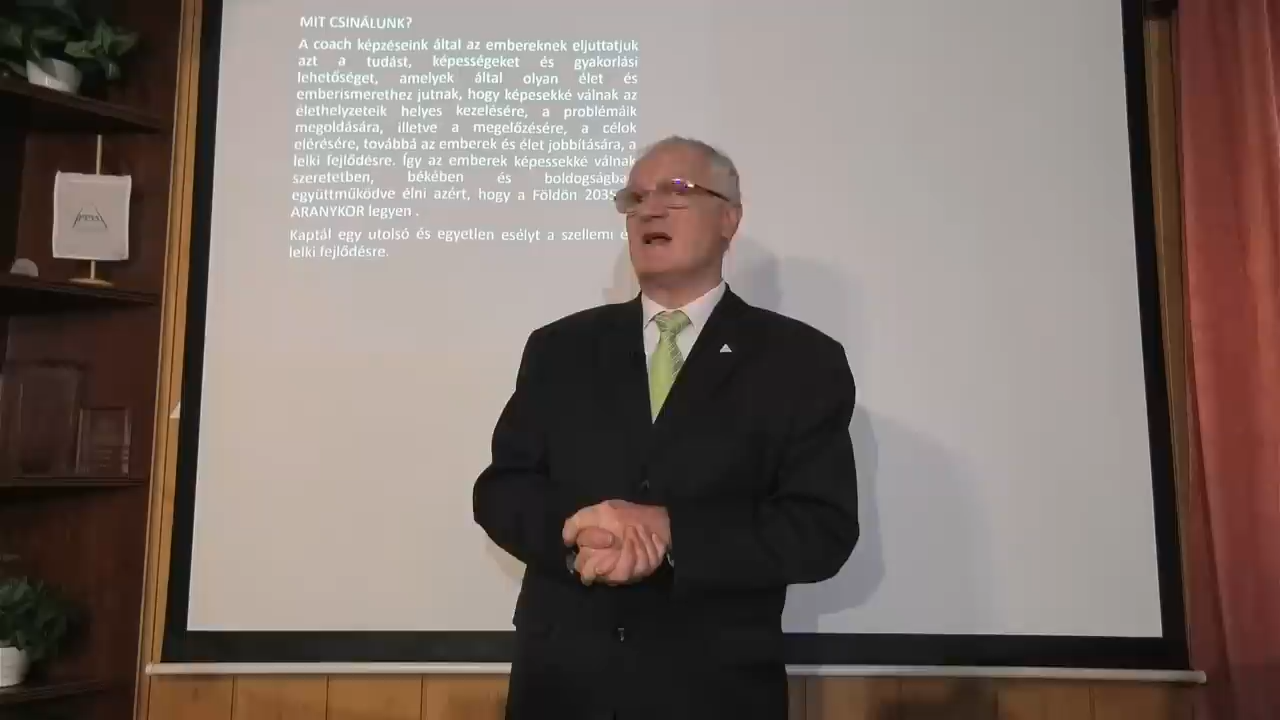 MIT CSINÁLUNK?
A coach képzéseink által az embereknek eljuttatjuk
azt a tudást, képességeket és gyakorlási
lehetőséget, amelyek által olyan élet és
emberismerethez jutnak, hogy képesekké válnak az
élethelyzeteik helyes kezelésére, a problémáik
megoldására, illetve a megelőzésére, a célok
elérésére, továbbá az emberek és élet jobbítására, a
lelki fejlődésre. Így az emberek képessekké válnak
szeretetben, békében és
együttműködve élni azért, hogy a Földön
ARANYKOR legyen .
Kaptál egy utolsó és egyetlen esélyt a szellemi
lelki fejlődésre.